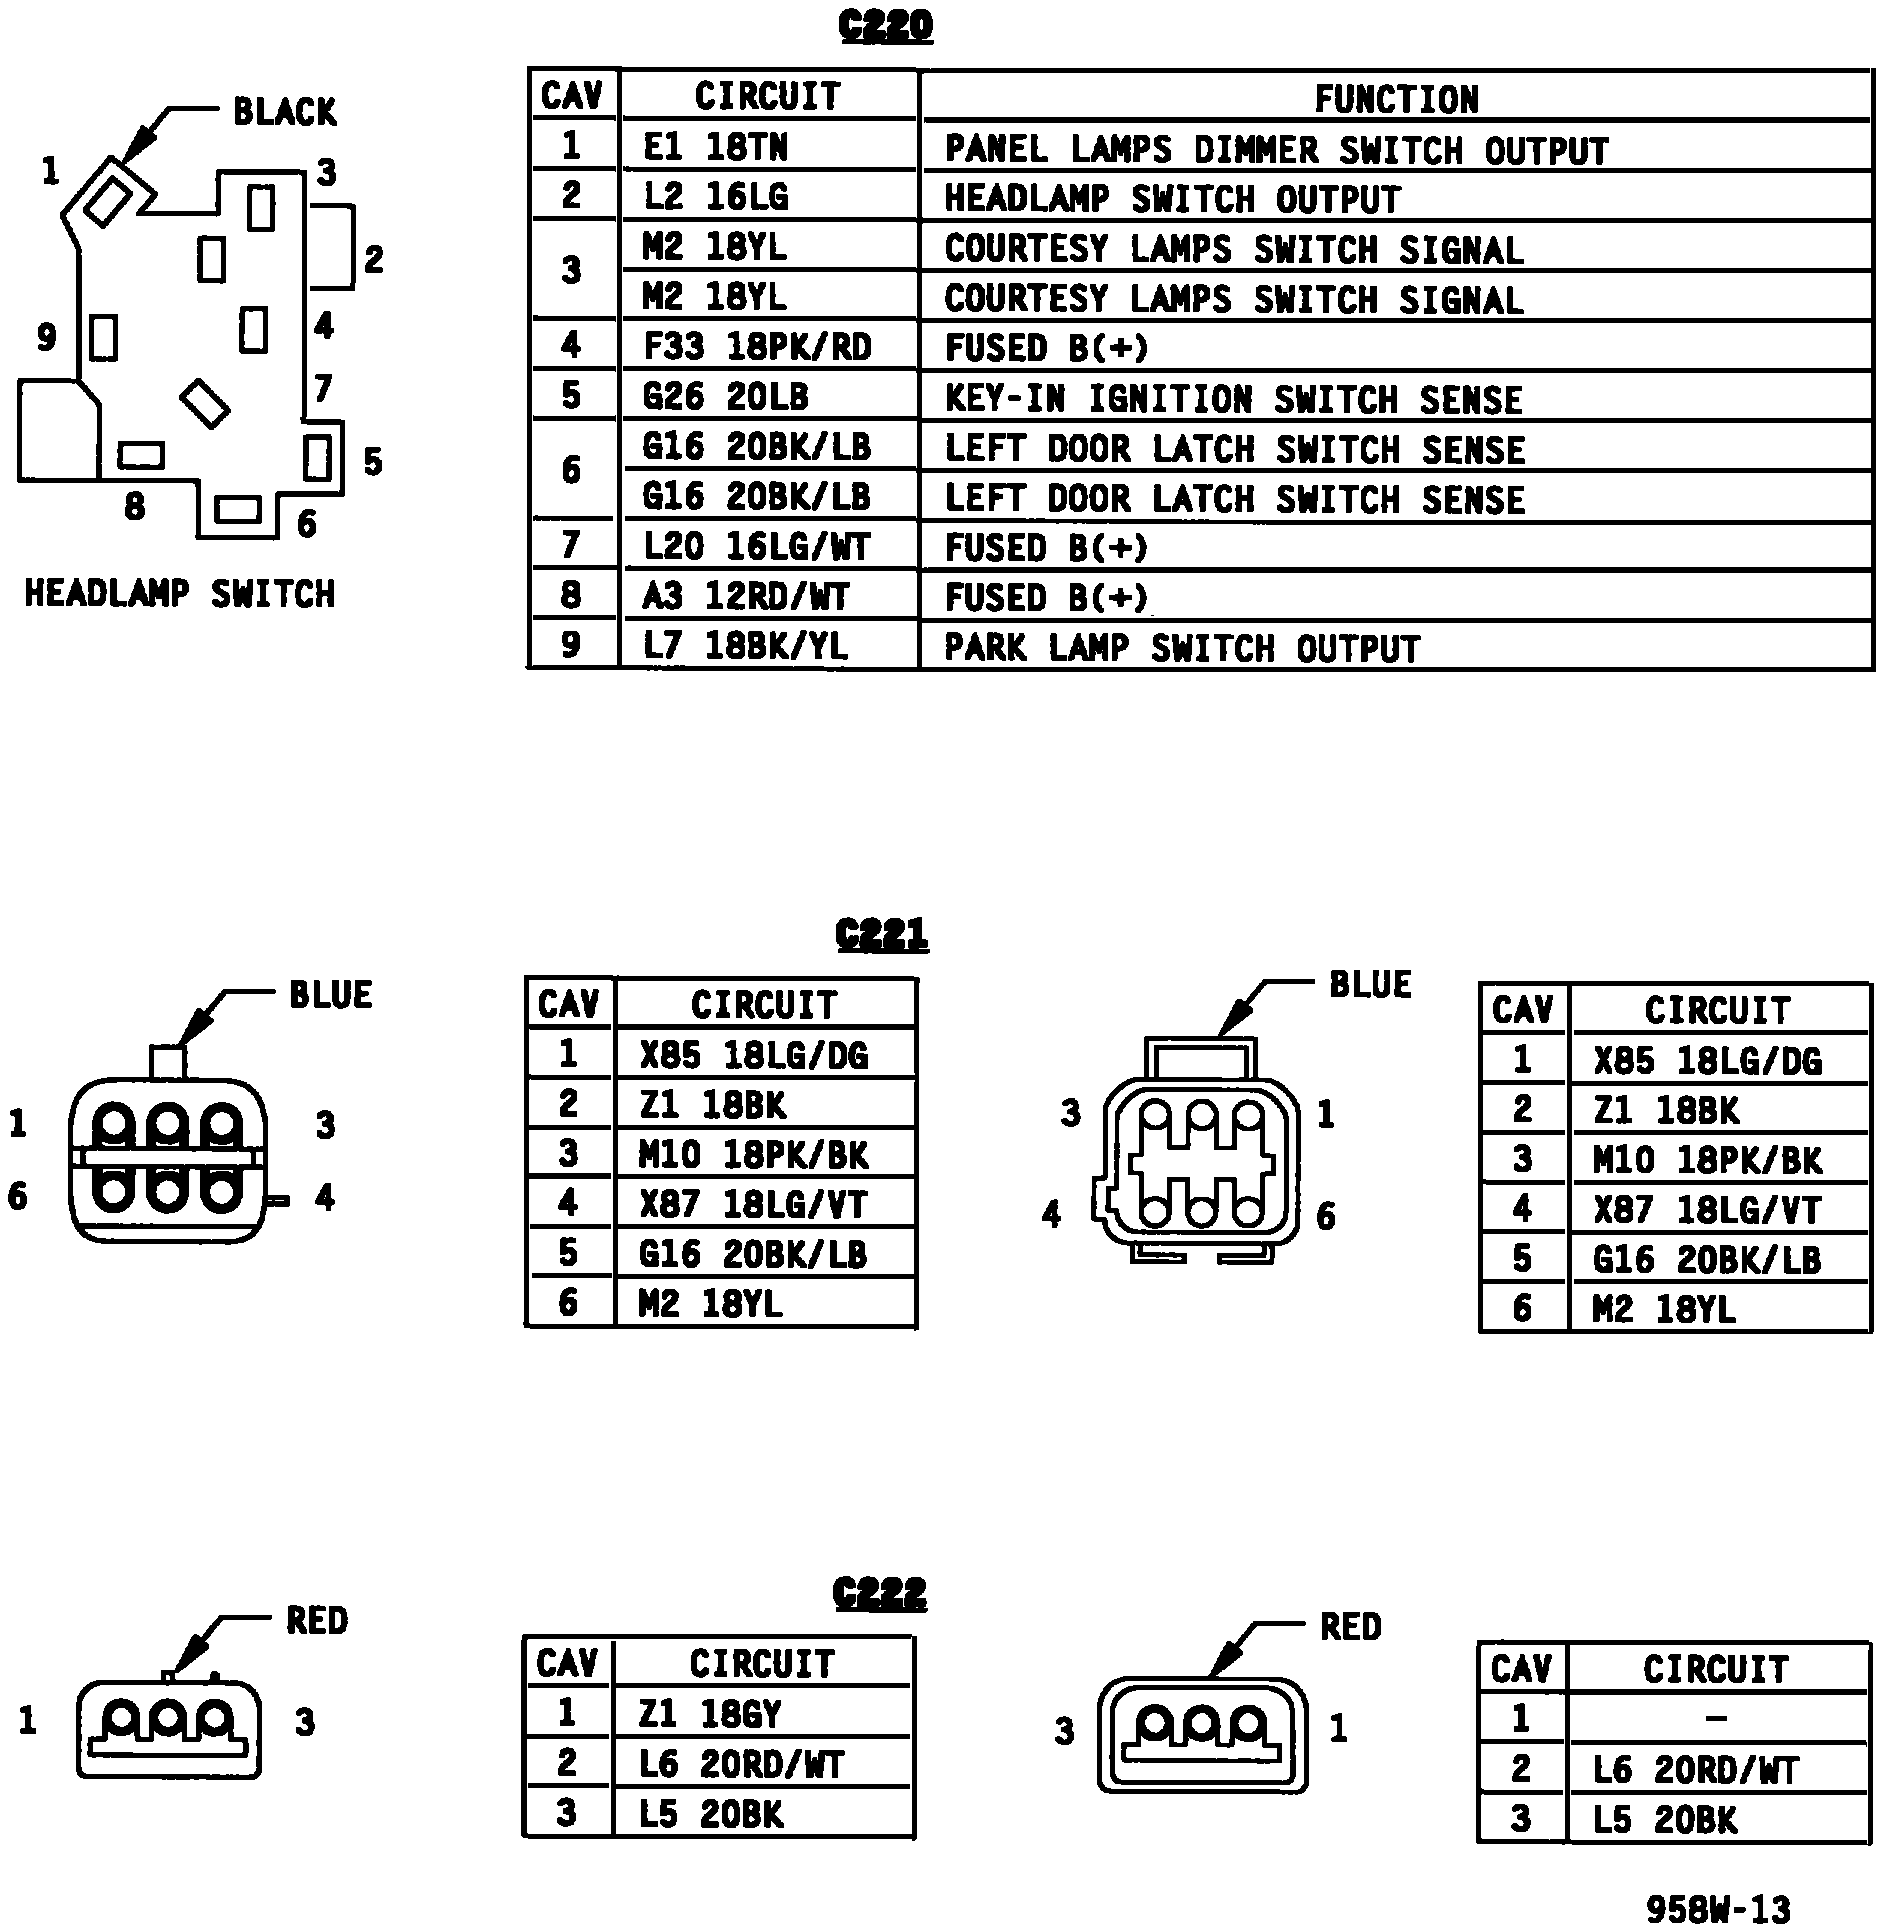 C220
BLACK
1
3
2
9
4
7
5
8
6
HEADLAMP SWITCH
CAV CIRCUIT FUNCTION
1 E1 18TN PANEL LAMPS DIMMER SWITCH OUTPUT
2 L2 16LG HEADLAMP SWITCH OUTPUT
3 M2 18YL COURTESY LAMPS SWITCH SIGNAL
M2 18YL COURTESY LAMPS SWITCH SIGNAL
4 F33 18PK/RD FUSED B(+)
5 G26 20LB KEY-IN IGNITION SWITCH SENSE
6 G16 20BK/LB LEFT DOOR LATCH SWITCH SENSE
G16 20BK/LB LEFT DOOR LATCH SWITCH SENSE
7 L20 16LG/WT FUSED B(+)
8 A3 12RD/WT FUSED B(+)
9 L7 18BK/YL PARK LAMP SWITCH OUTPUT
C221
BLUE
1 3
6 4
CAV CIRCUIT
1 X85 18LG/DG
2 Z1 18BK
3 M10 18PK/BK
4 X87 18LG/VT
5 G16 20BK/LB
6 M2 18YL
BLUE
3 1
4 6
CAV CIRCUIT
1 X85 18LG/DG
2 Z1 18BK
3 M10 18PK/BK
4 X87 18LG/VT
5 G16 20BK/LB
6 M2 18YL
C222
RED
1 3
CAV CIRCUIT
1 Z1 18GY
2 L6 20RD/WT
3 L5 20BK
RED
3 1
CAV CIRCUIT
1 -
2 L6 20RD/WT
3 L5 20BK
958W-13